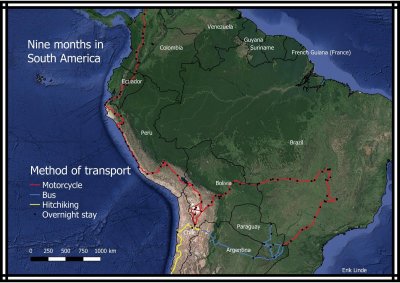 Nine months in
South America
Venezuela
Guyana
Suriname
French Guiana (France)
Colombia
Ecuador
Peru
Brazil
Bolivia
Paraguay
Chile
Argentina
Method of transport
Motorcycle
Bus
Hitchiking
Overnight stay
0 250 500 750 1000 km
Erik Linde